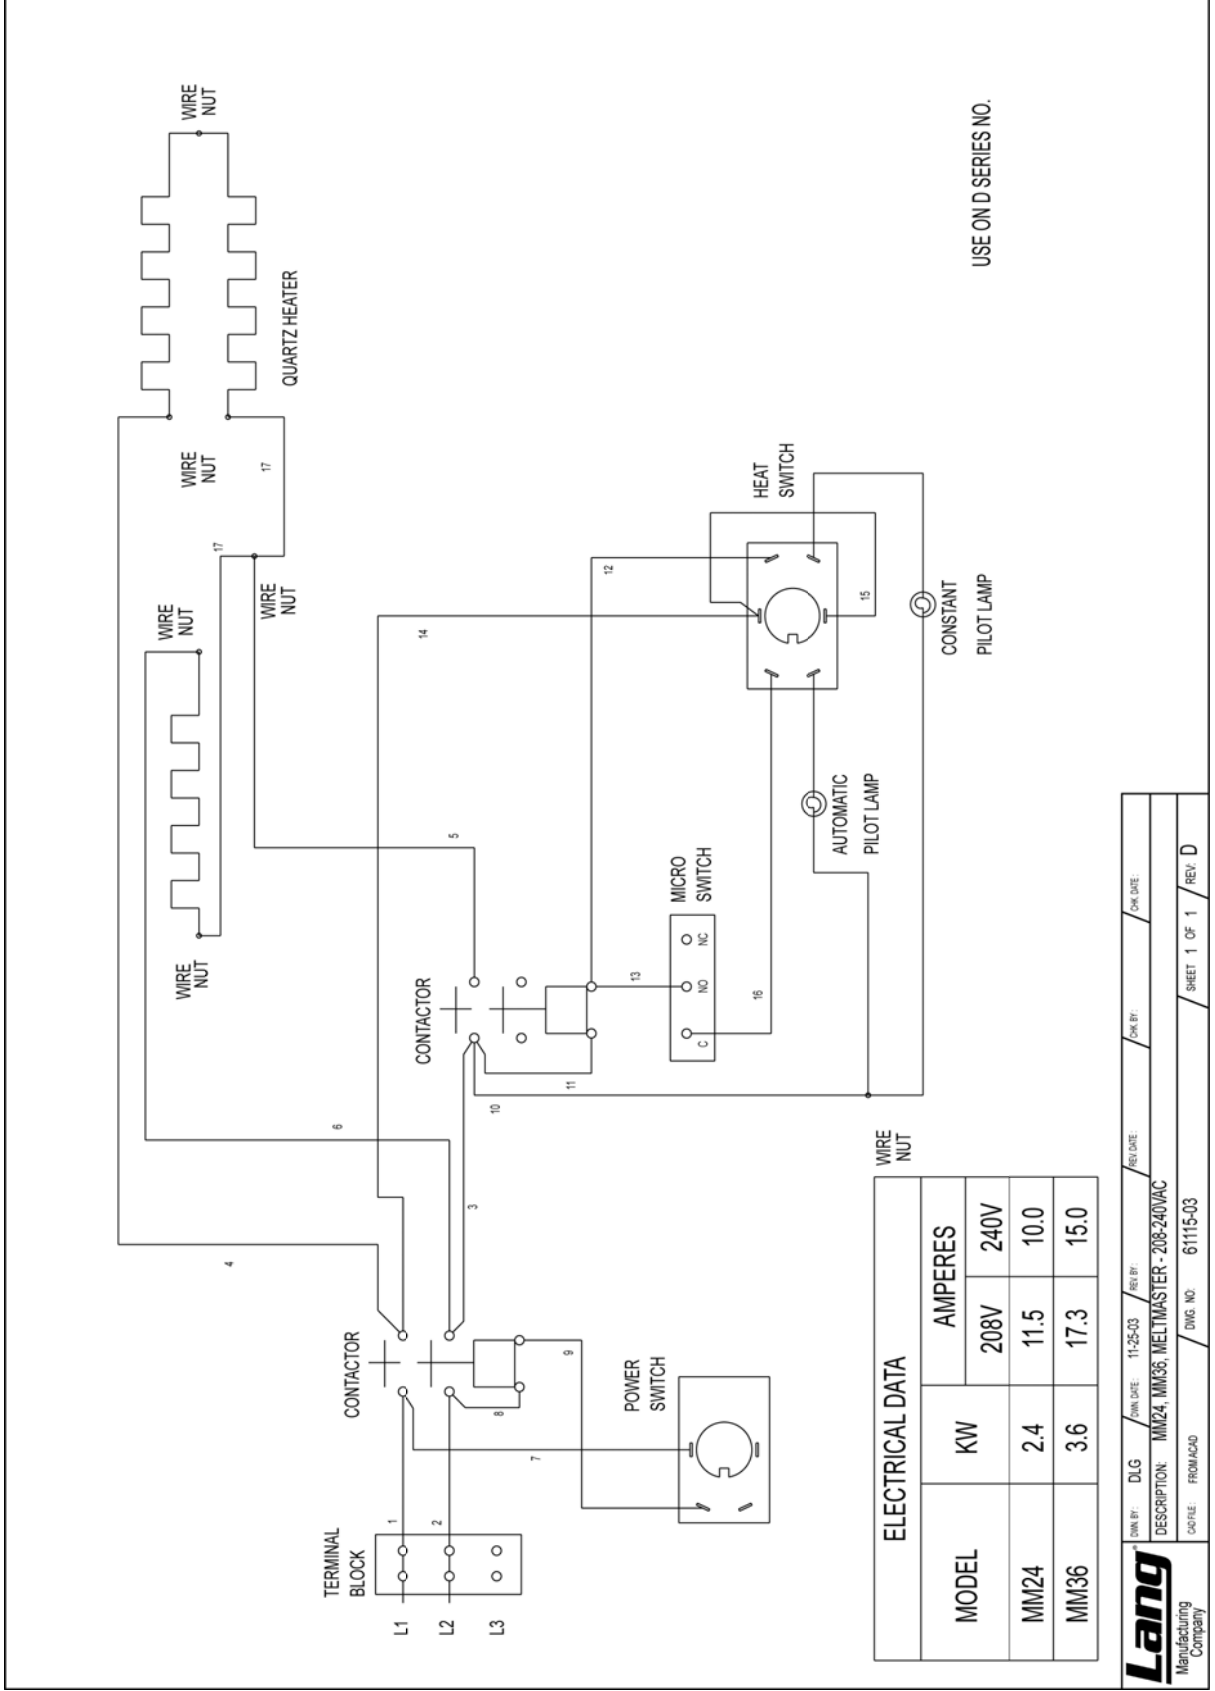 WIRE
NUT
QUARTZ HEATER
WIRE
NUT
17
17
WIRE
NUT
WIRE
NUT
WIRE
NUT
4
6
14
5
3
12
CONTACTOR
10
11
13
MICRO
SWITCH
C
NO
NC
16
HEAT
SWITCH
15
AUTOMATIC
PILOT LAMP
CONSTANT
PILOT LAMP
WIRE
NUT
USE ON D SERIES NO.
CONTACTOR
TERMINAL
BLOCK
L1
L2
L3
1
2
7
8
9
POWER
SWITCH
ELECTRICAL DATA
MODEL KW AMPERES
208V 240V
MM24 2.4 11.5 10.0
MM36 3.6 17.3 15.0
Lang®
Manufacturing
Company
DWN. BY: DLG DWN. DATE: 11-25-03 REV. BY: REV. DATE: CHK. BY: CHK. DATE:
DESCRIPTION: MM24, MM36, MELTMASTER - 208-240VAC
CAD FILE: FROM ACAD DWG. NO: 61115-03 SHEET 1 OF 1 REV: D